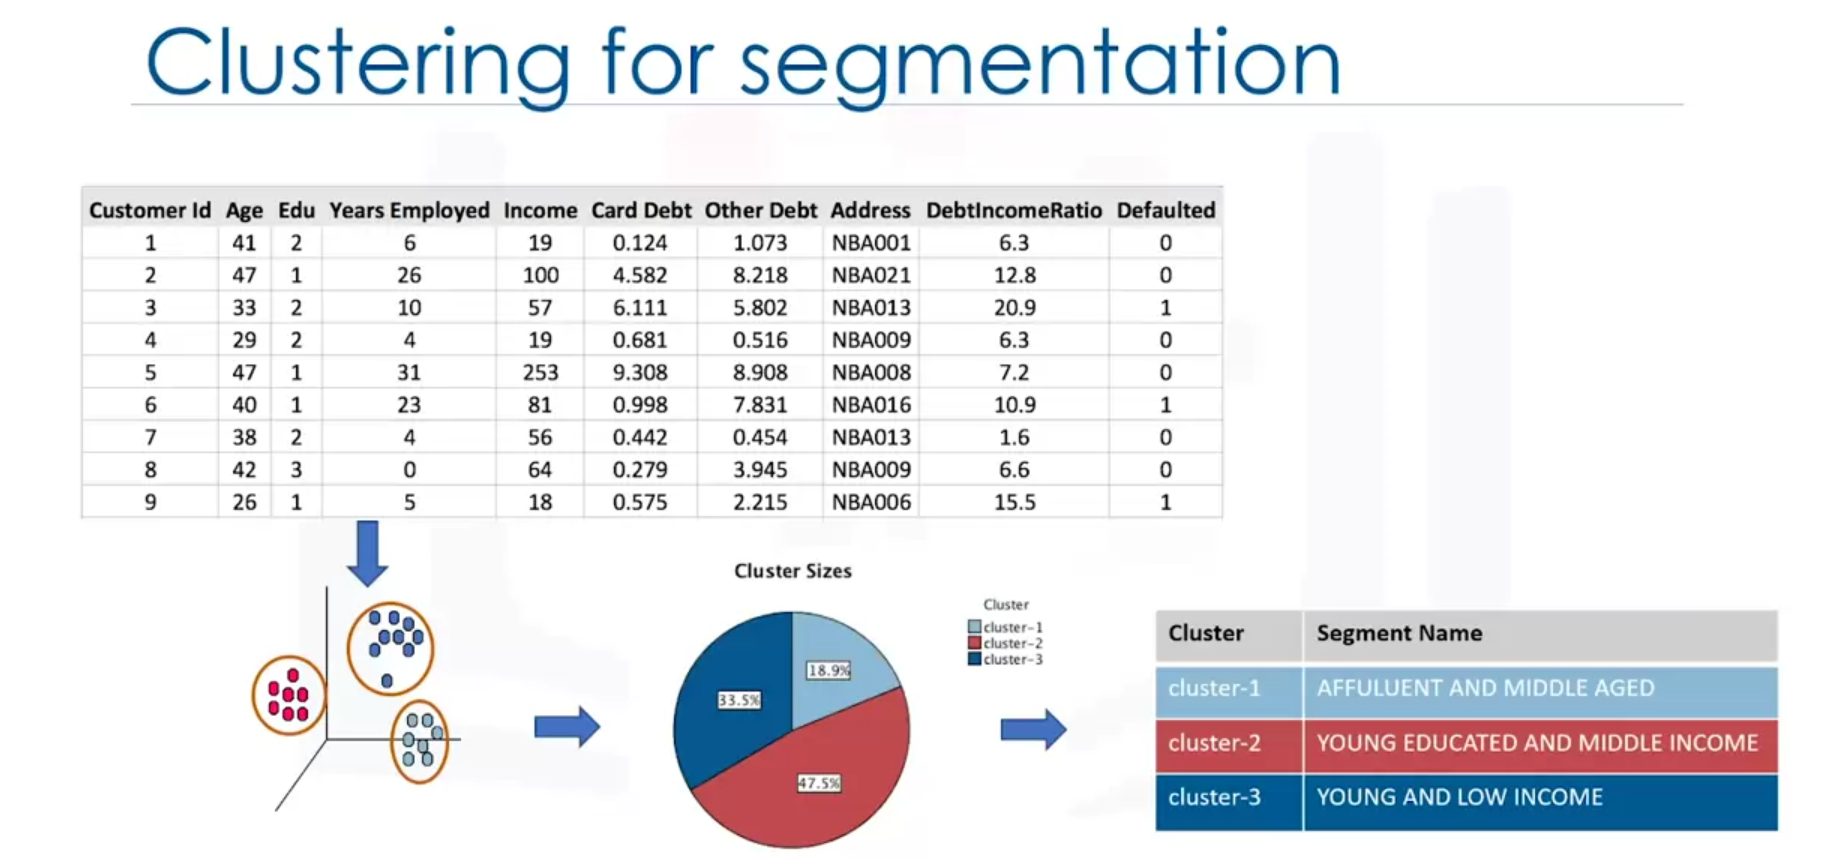 Clustering for segmentation
Customer Id Age Edu Years Employed Income Card Debt Other Debt Address DebtIncomeRatio Defaulted
1 41 2 6 19 0.124 1.073 NBA001 6.3 0
2 47 1 26 100 4.582 8.218 NBA021 12.8 0
3 33 2 10 57 6.111 5.802 NBA013 20.9 1
4 29 2 4 19 0.681 0.516 NBA009 6.3 0
5 47 1 31 253 9.308 8.908 NBA008 7.2 0
6 40 1 23 81 0.998 7.831 NBA016 10.9 1
7 38 2 4 56 0.442 0.454 NBA013 1.6 0
8 42 3 0 64 0.279 3.945 NBA009 6.6 0
9 26 1 5 18 0.575 2.215 NBA006 15.5 1
Cluster Sizes
18.9%
33.5%
47.5%
Cluster
cluster-1
cluster-2
cluster-3
Cluster Segment Name
cluster-1 AFFULUENT AND MIDDLE AGED
cluster-2 YOUNG EDUCATED AND MIDDLE INCOME
cluster-3 YOUNG AND LOW INCOME